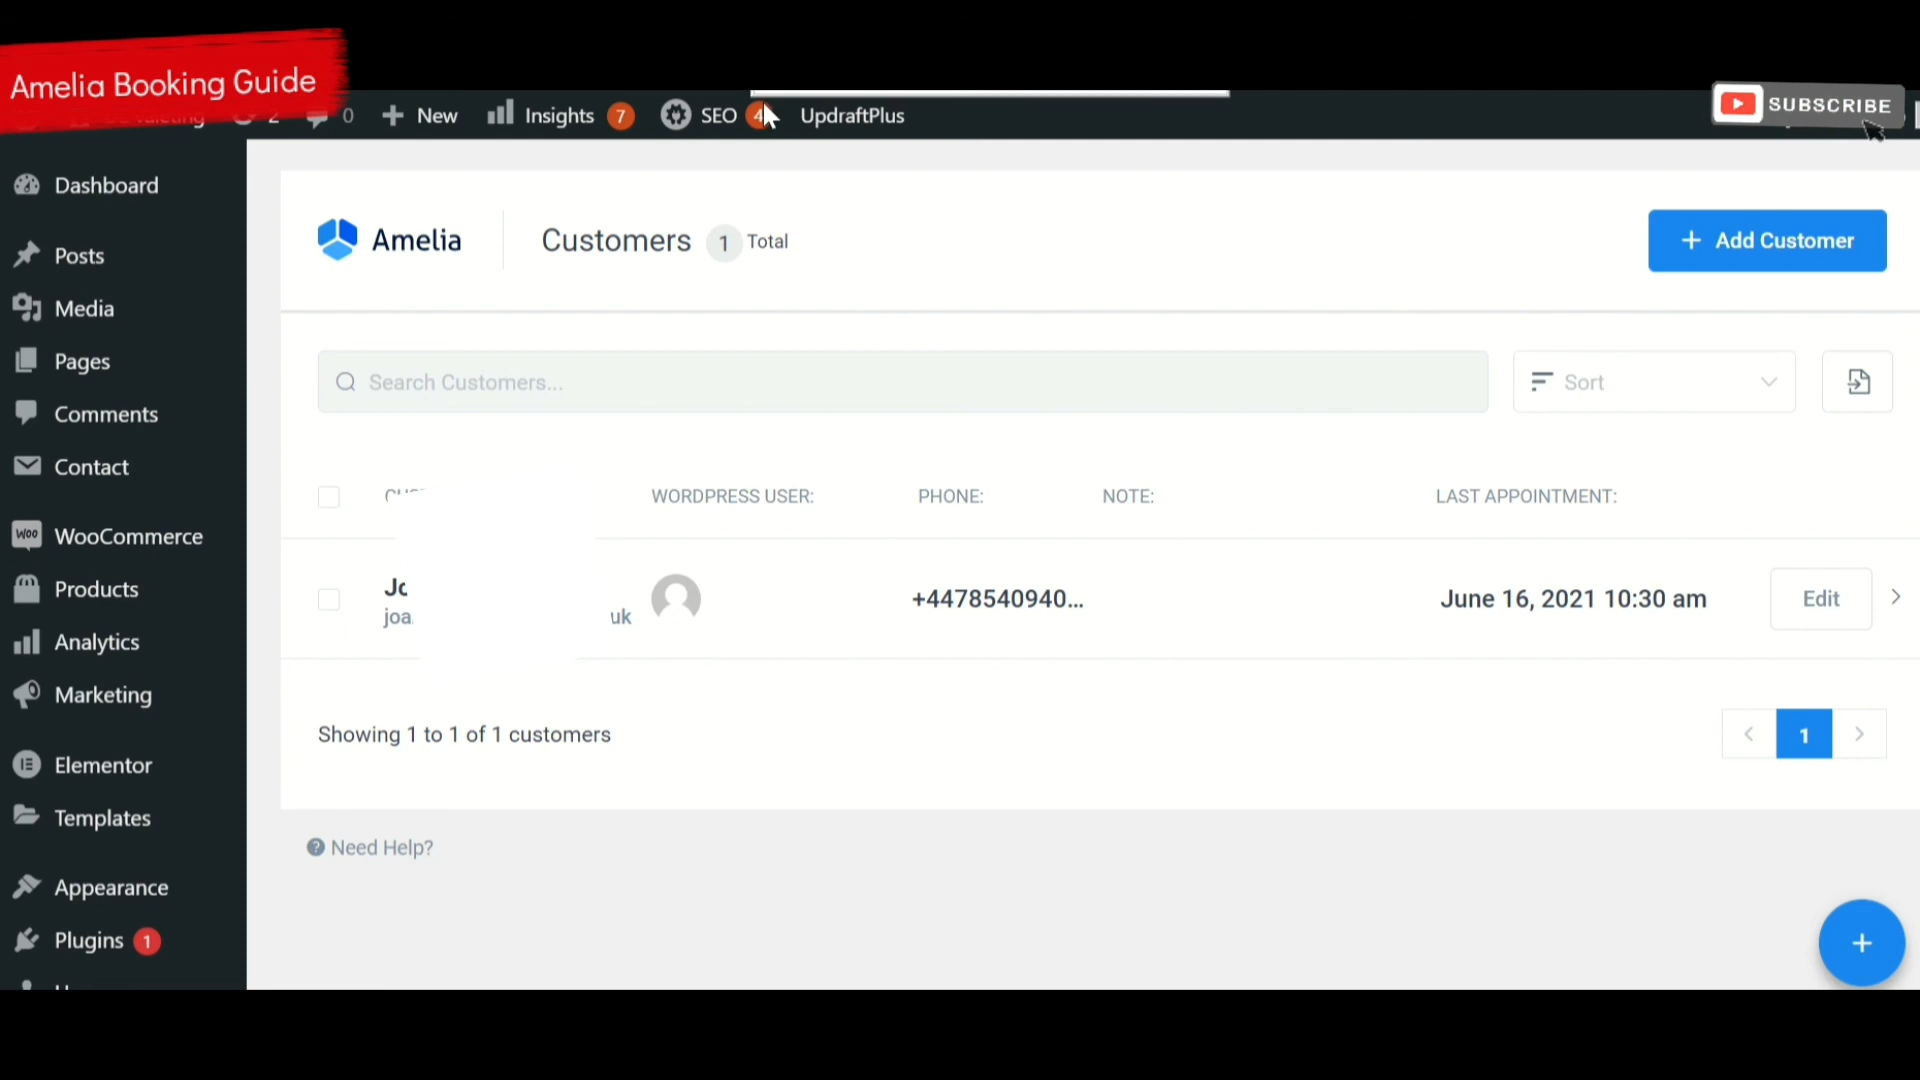 Amelia Booking Guide
2
0
New
Insights 7
SEO 4
UpdraftPlus
SUBSCRIBE
Dashboard
Posts
Media
Pages
Comments
Contact
WooCommerce
Products
Analytics
Marketing
Elementor
Templates
Appearance
Plugins 1
Amelia
Customers 1 Total
+ Add Customer
Search Customers...
Sort
WORDPRESS USER: PHONE: NOTE: LAST APPOINTMENT:
joa uk
+4478540940... June 16, 2021 10:30 am Edit
Showing 1 to 1 of 1 customers
1
Need Help?